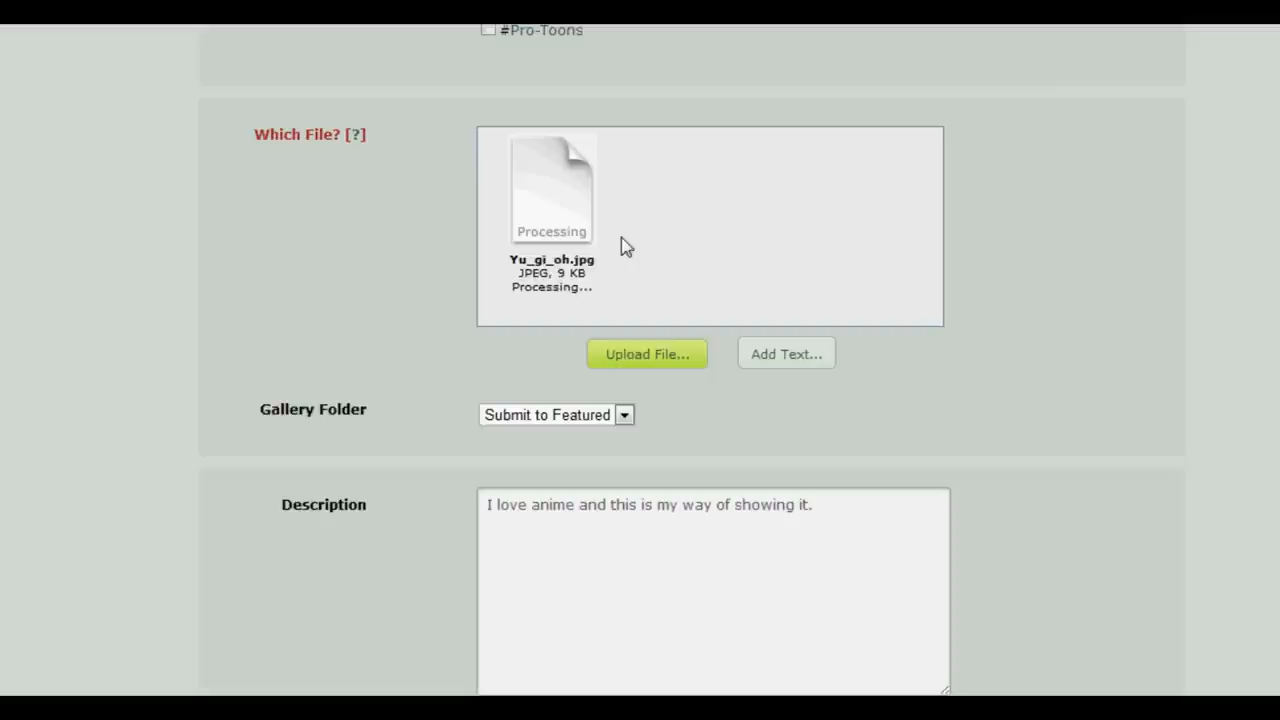 #Pro-Toons
Which File? [?]
Processing
Yu_gi_oh.jpg
JPEG, 9 KB
Processing...
Upload File...
Add Text...
Gallery Folder
Submit to Featured
Description
I love anime and this is my way of showing it.